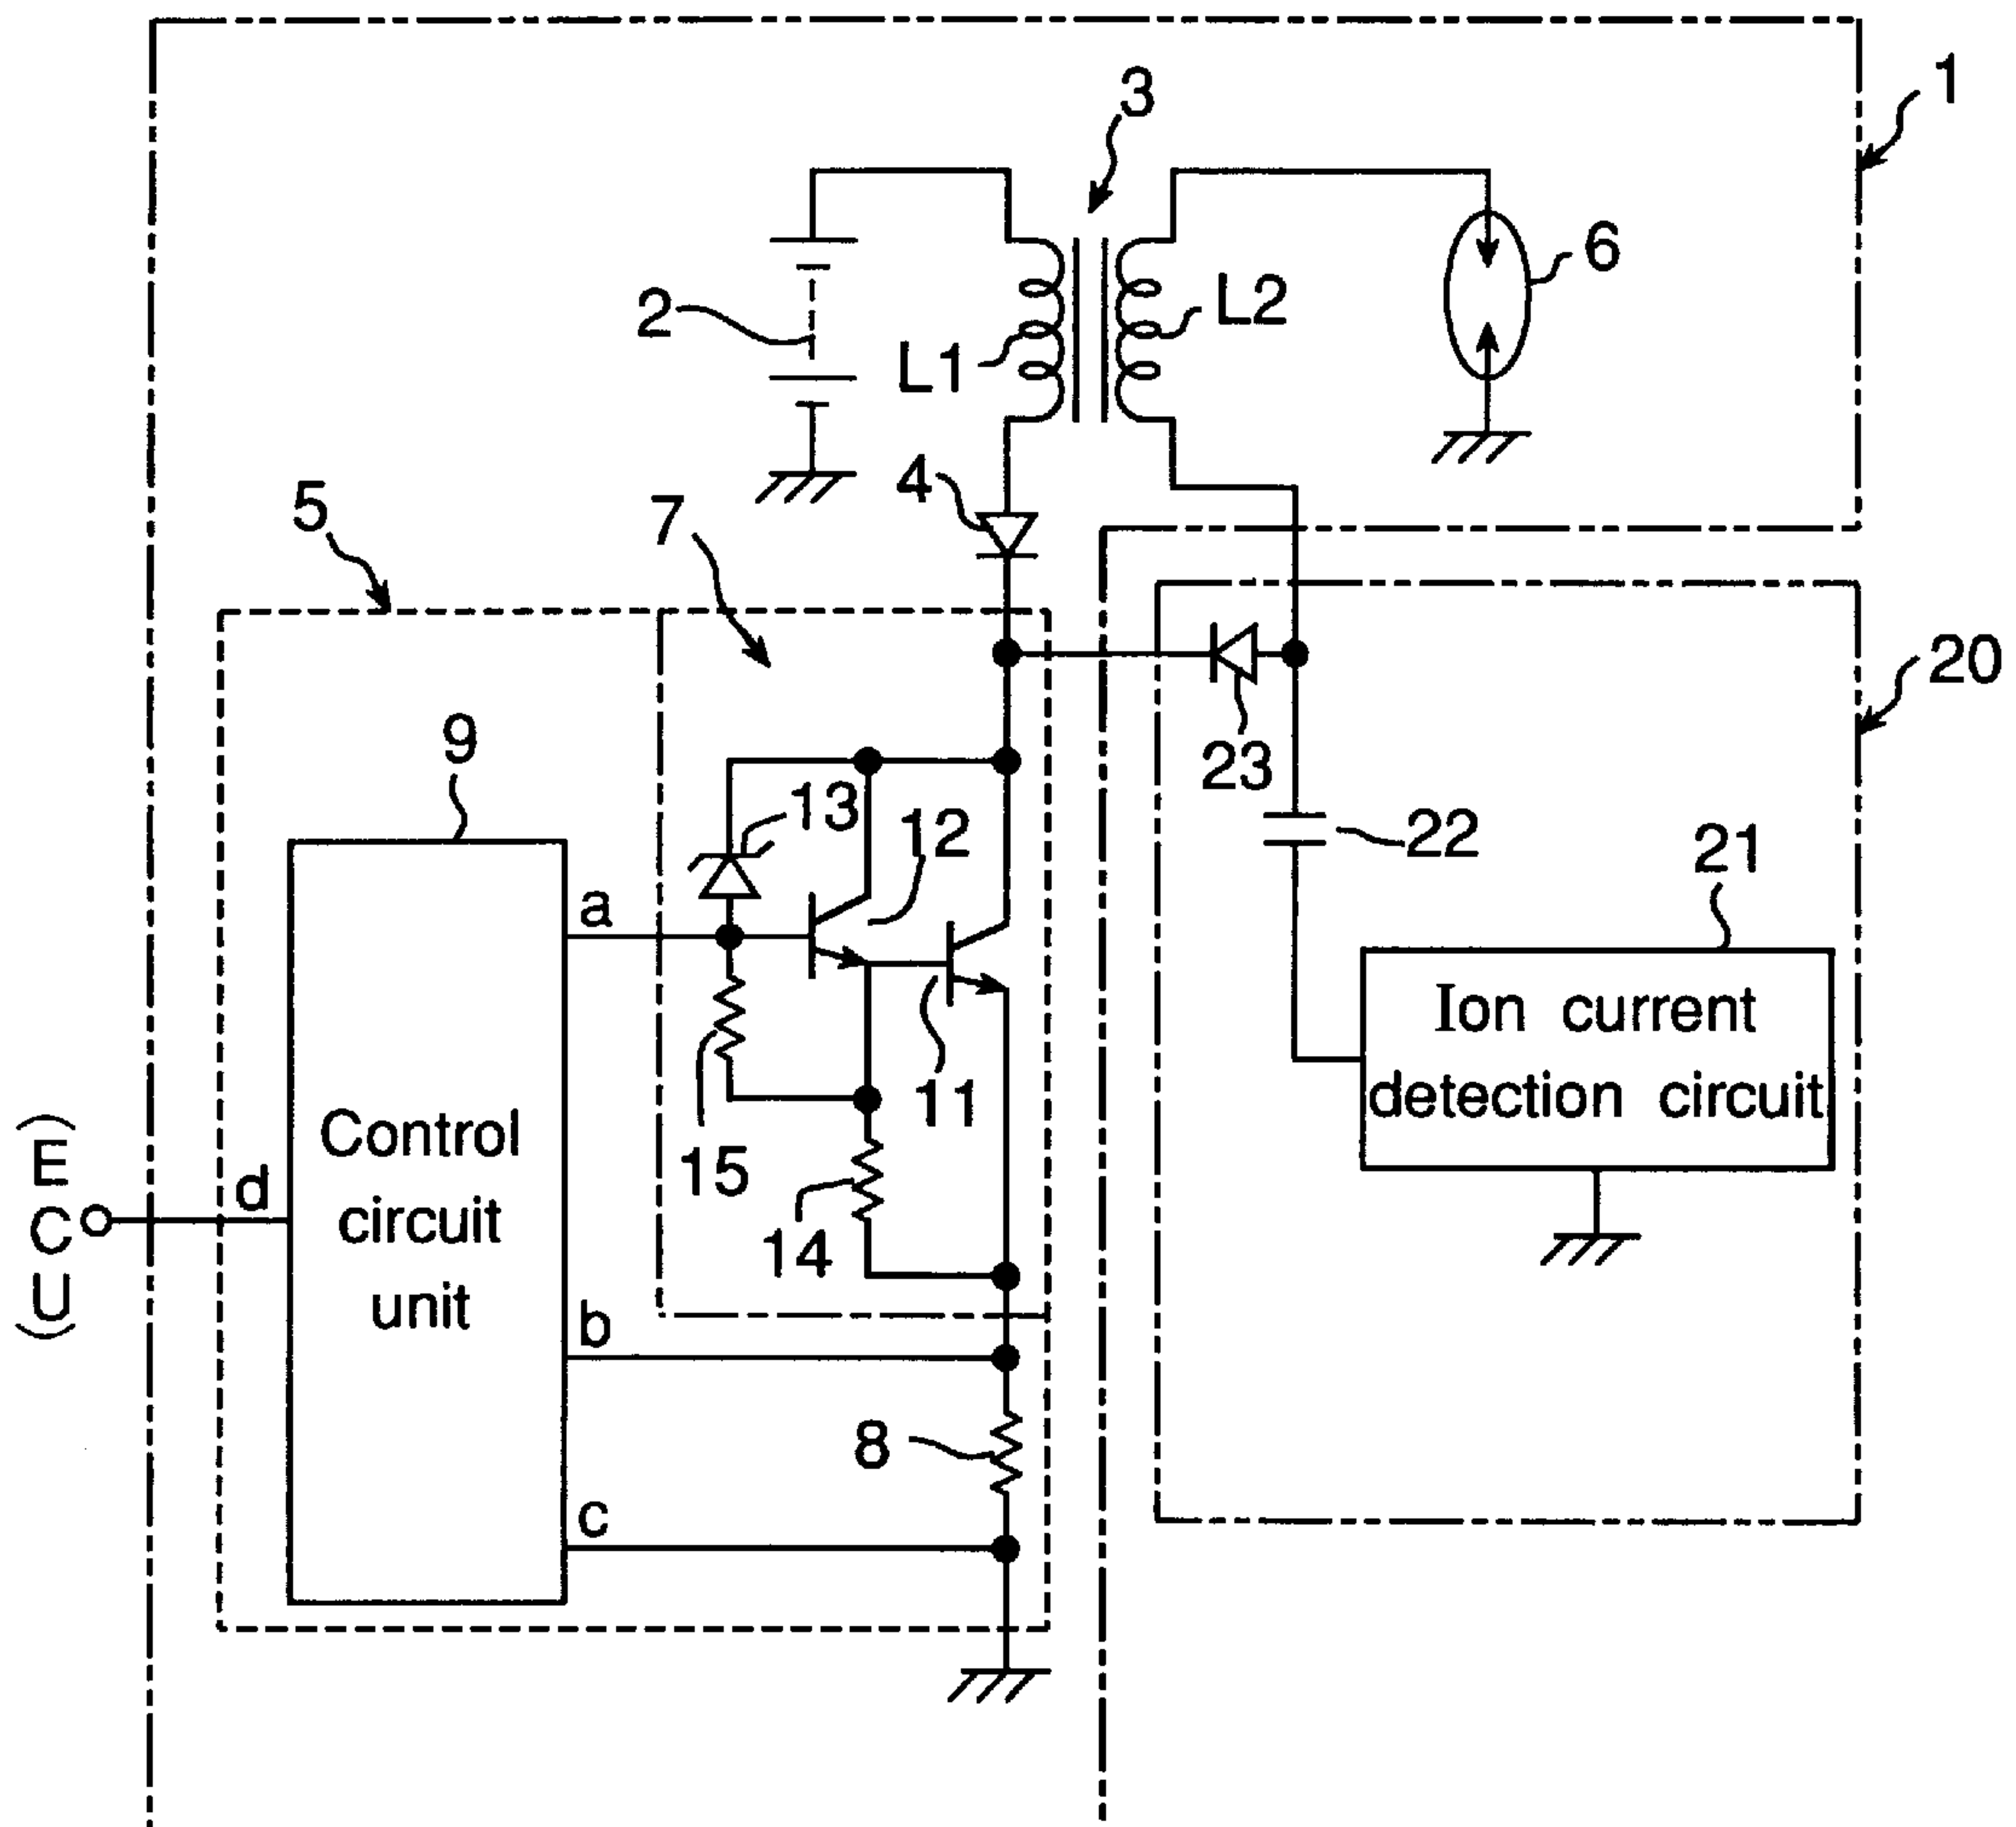 1
3
6
2
L2
L1
4
5
7
20
9
23
13
12
22
21
a
Ion current
detection circuit
11
Control
circuit
unit
15
14
d
(ECU)
b
8
c